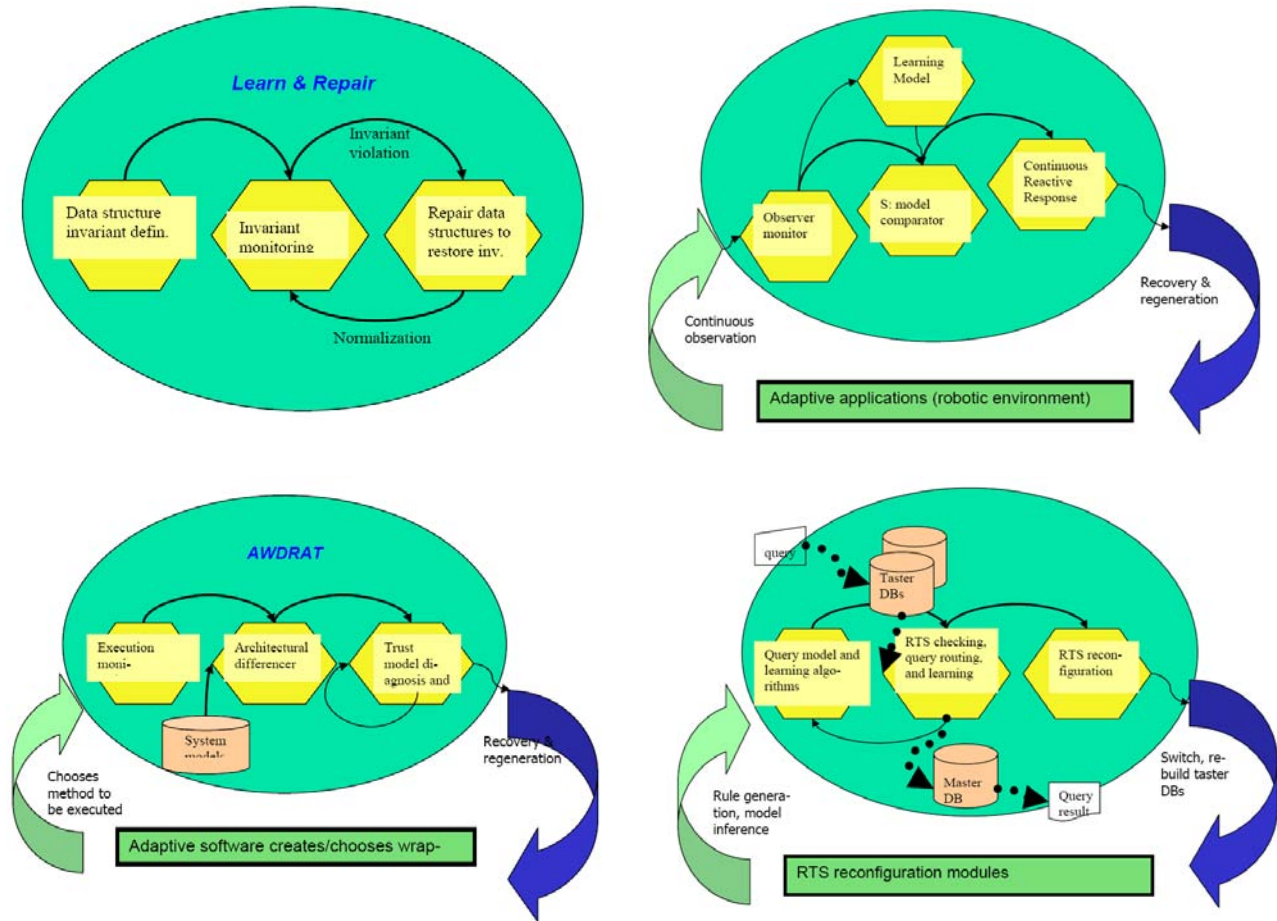 Learn & Repair
Invariant
violation
Data structure
invariant defin.
Invariant
monitoring
Repair data
structures to
restore inv.
Normalization
Learning
Model
Continuous
Reactive
Response
S: model
comparator
Observer
monitor
Continuous
observation
Recovery &
regeneration
Adaptive applications (robotic environment)
AWDRAT
Execution
moni-
Architectural
differencer
Trust
model di-
agnosis and
System
models
Recovery &
regeneration
Chooses
method to
be executed
Adaptive software creates/chooses wrap-
query
Taster
DBs
Query model and
learning algo-
rithms
RTS checking,
query routing,
and learning
RTS recon-
figuration
Master
DB
Query
result
Switch, re-
build taster
DBs
Rule genera-
tion, model
inference
RTS reconfiguration modules